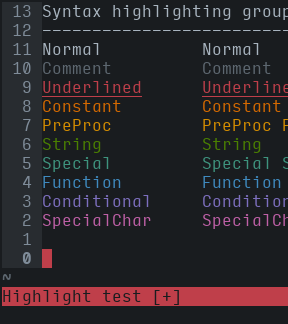 13 Syntax highlighting group
12 -------------------------
11 Normal Normal
10 Comment Comment
9 Underlined Underline
8 Constant Constant
7 PreProc PreProc
6 String String
5 Special Special S
4 Function Function
3 Conditional Condition
2 SpecialChar SpecialCh
1
0
~
Highlight test [+]